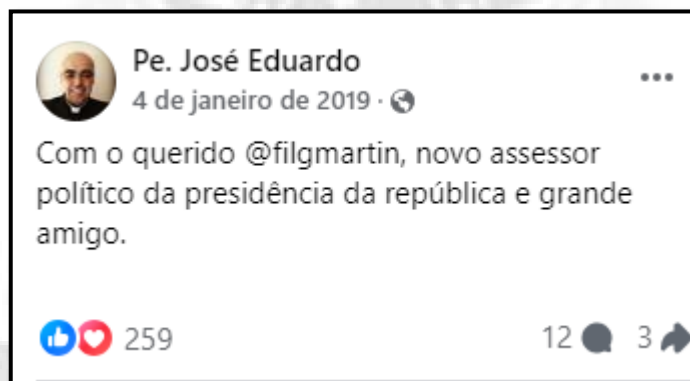 Pe. José Eduardo
4 de janeiro de 2019 ·
Com o querido @filgmartin, novo assessor
político da presidência da república e grande
amigo.
259
12 3